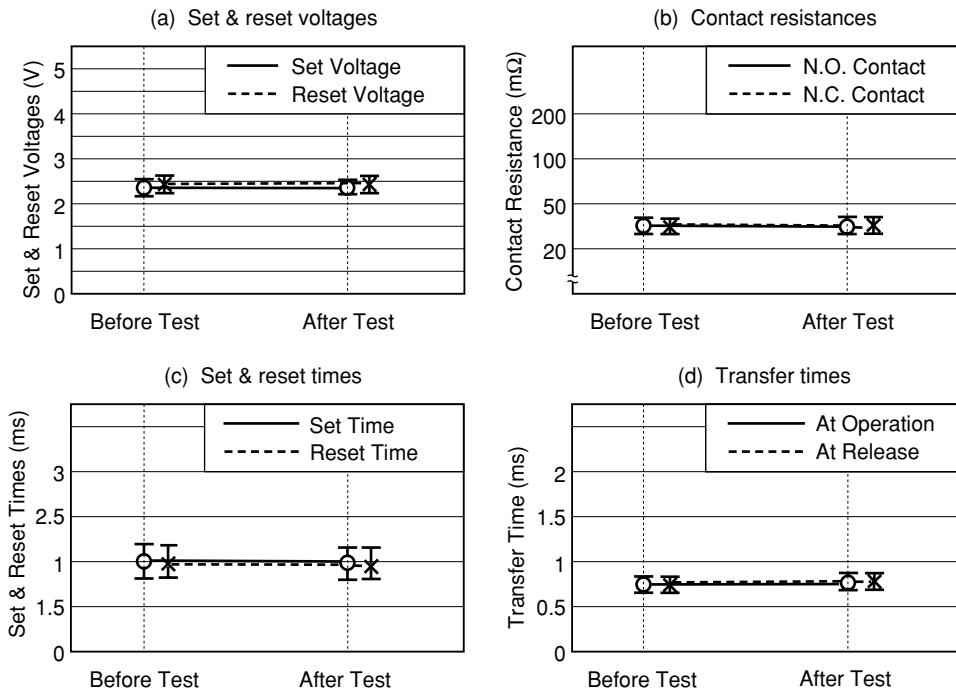 (a) Set & reset voltages
Set & Reset Voltages (V)
5
4
3
2
1
0
Set Voltage
Reset Voltage
Before Test
After Test
(b) Contact resistances
Contact Resistance (mΩ)
200
100
50
20
N.O. Contact
N.C. Contact
Before Test
After Test
(c) Set & reset times
Set & Reset Times (ms)
3
2.5
1
1.5
0
Set Time
Reset Time
Before Test
After Test
(d) Transfer times
Transfer Time (ms)
2
1.5
1
0.5
0
At Operation
At Release
Before Test
After Test